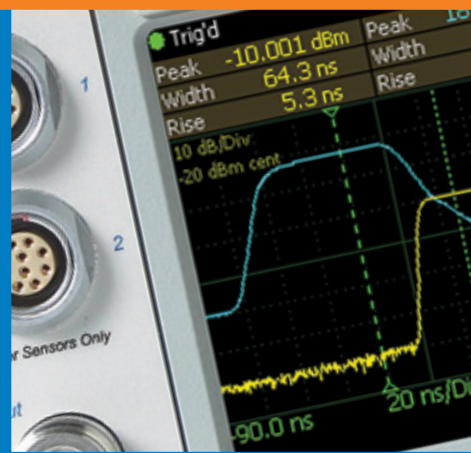 Trig'd
Peak -10.001 dBm Peak
Width 64.3 ns Width
Rise 5.3 ns Rise
10 dB/Div
-20 dBm cent
1
2
Sensors Only
-90.0 ns 20 ns/Di